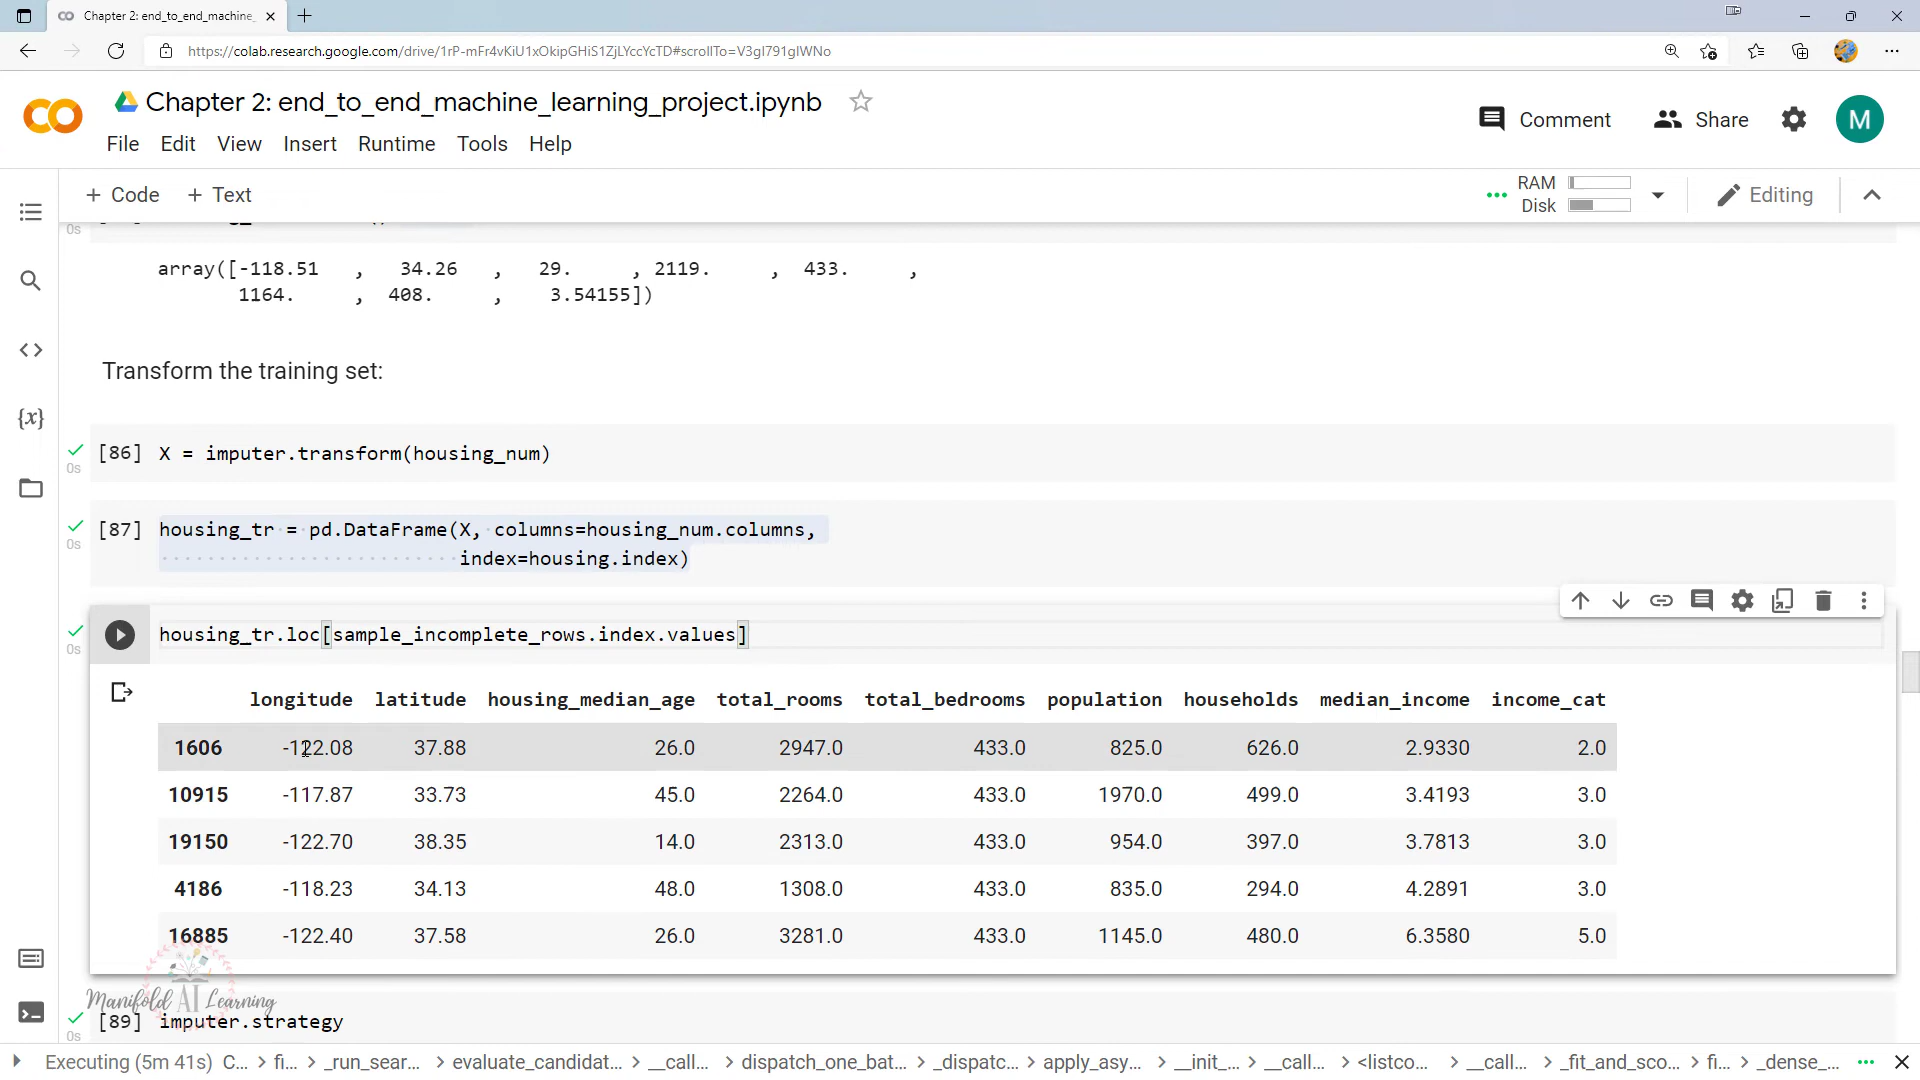 Chapter 2: end_to_end_machine_
https://colab.research.google.com/drive/1rP-mFr4vKiU1xOkipGHiS1ZjLYccYcTD#scrollTo=V3gI791glWNo
Chapter 2: end_to_end_machine_learning_project.ipynb
Comment Share M
File Edit View Insert Runtime Tools Help
+ Code + Text RAM Disk Editing
0s
array([-118.51 , 34.26 , 29. , 2119. , 433. ,
1164. , 408. , 3.54155])
Transform the training set:
[86] X = imputer.transform(housing_num)
0s
[87] housing_tr = pd.DataFrame(X, columns=housing_num.columns,
0s index=housing.index)
housing_tr.loc[sample_incomplete_rows.index.values]
0s
longitude latitude housing_median_age total_rooms total_bedrooms population households median_income income_cat
1606 -122.08 37.88 26.0 2947.0 433.0 825.0 626.0 2.9330 2.0
10915 -117.87 33.73 45.0 2264.0 433.0 1970.0 499.0 3.4193 3.0
19150 -122.70 38.35 14.0 2313.0 433.0 954.0 397.0 3.7813 3.0
4186 -118.23 34.13 48.0 1308.0 433.0 835.0 294.0 4.2891 3.0
16885 -122.40 37.58 26.0 3281.0 433.0 1145.0 480.0 6.3580 5.0
Manifold AI Learning
[89] imputer.strategy
0s
Executing (5m 41s) C... > fi... > _run_sear... > evaluate_candidat... > __call... > dispatch_one_bat... > _dispatc... > apply_asy... > __init_... > __call... > <listco... > __call... > _fit_and_sco... > fi... > _dense_...